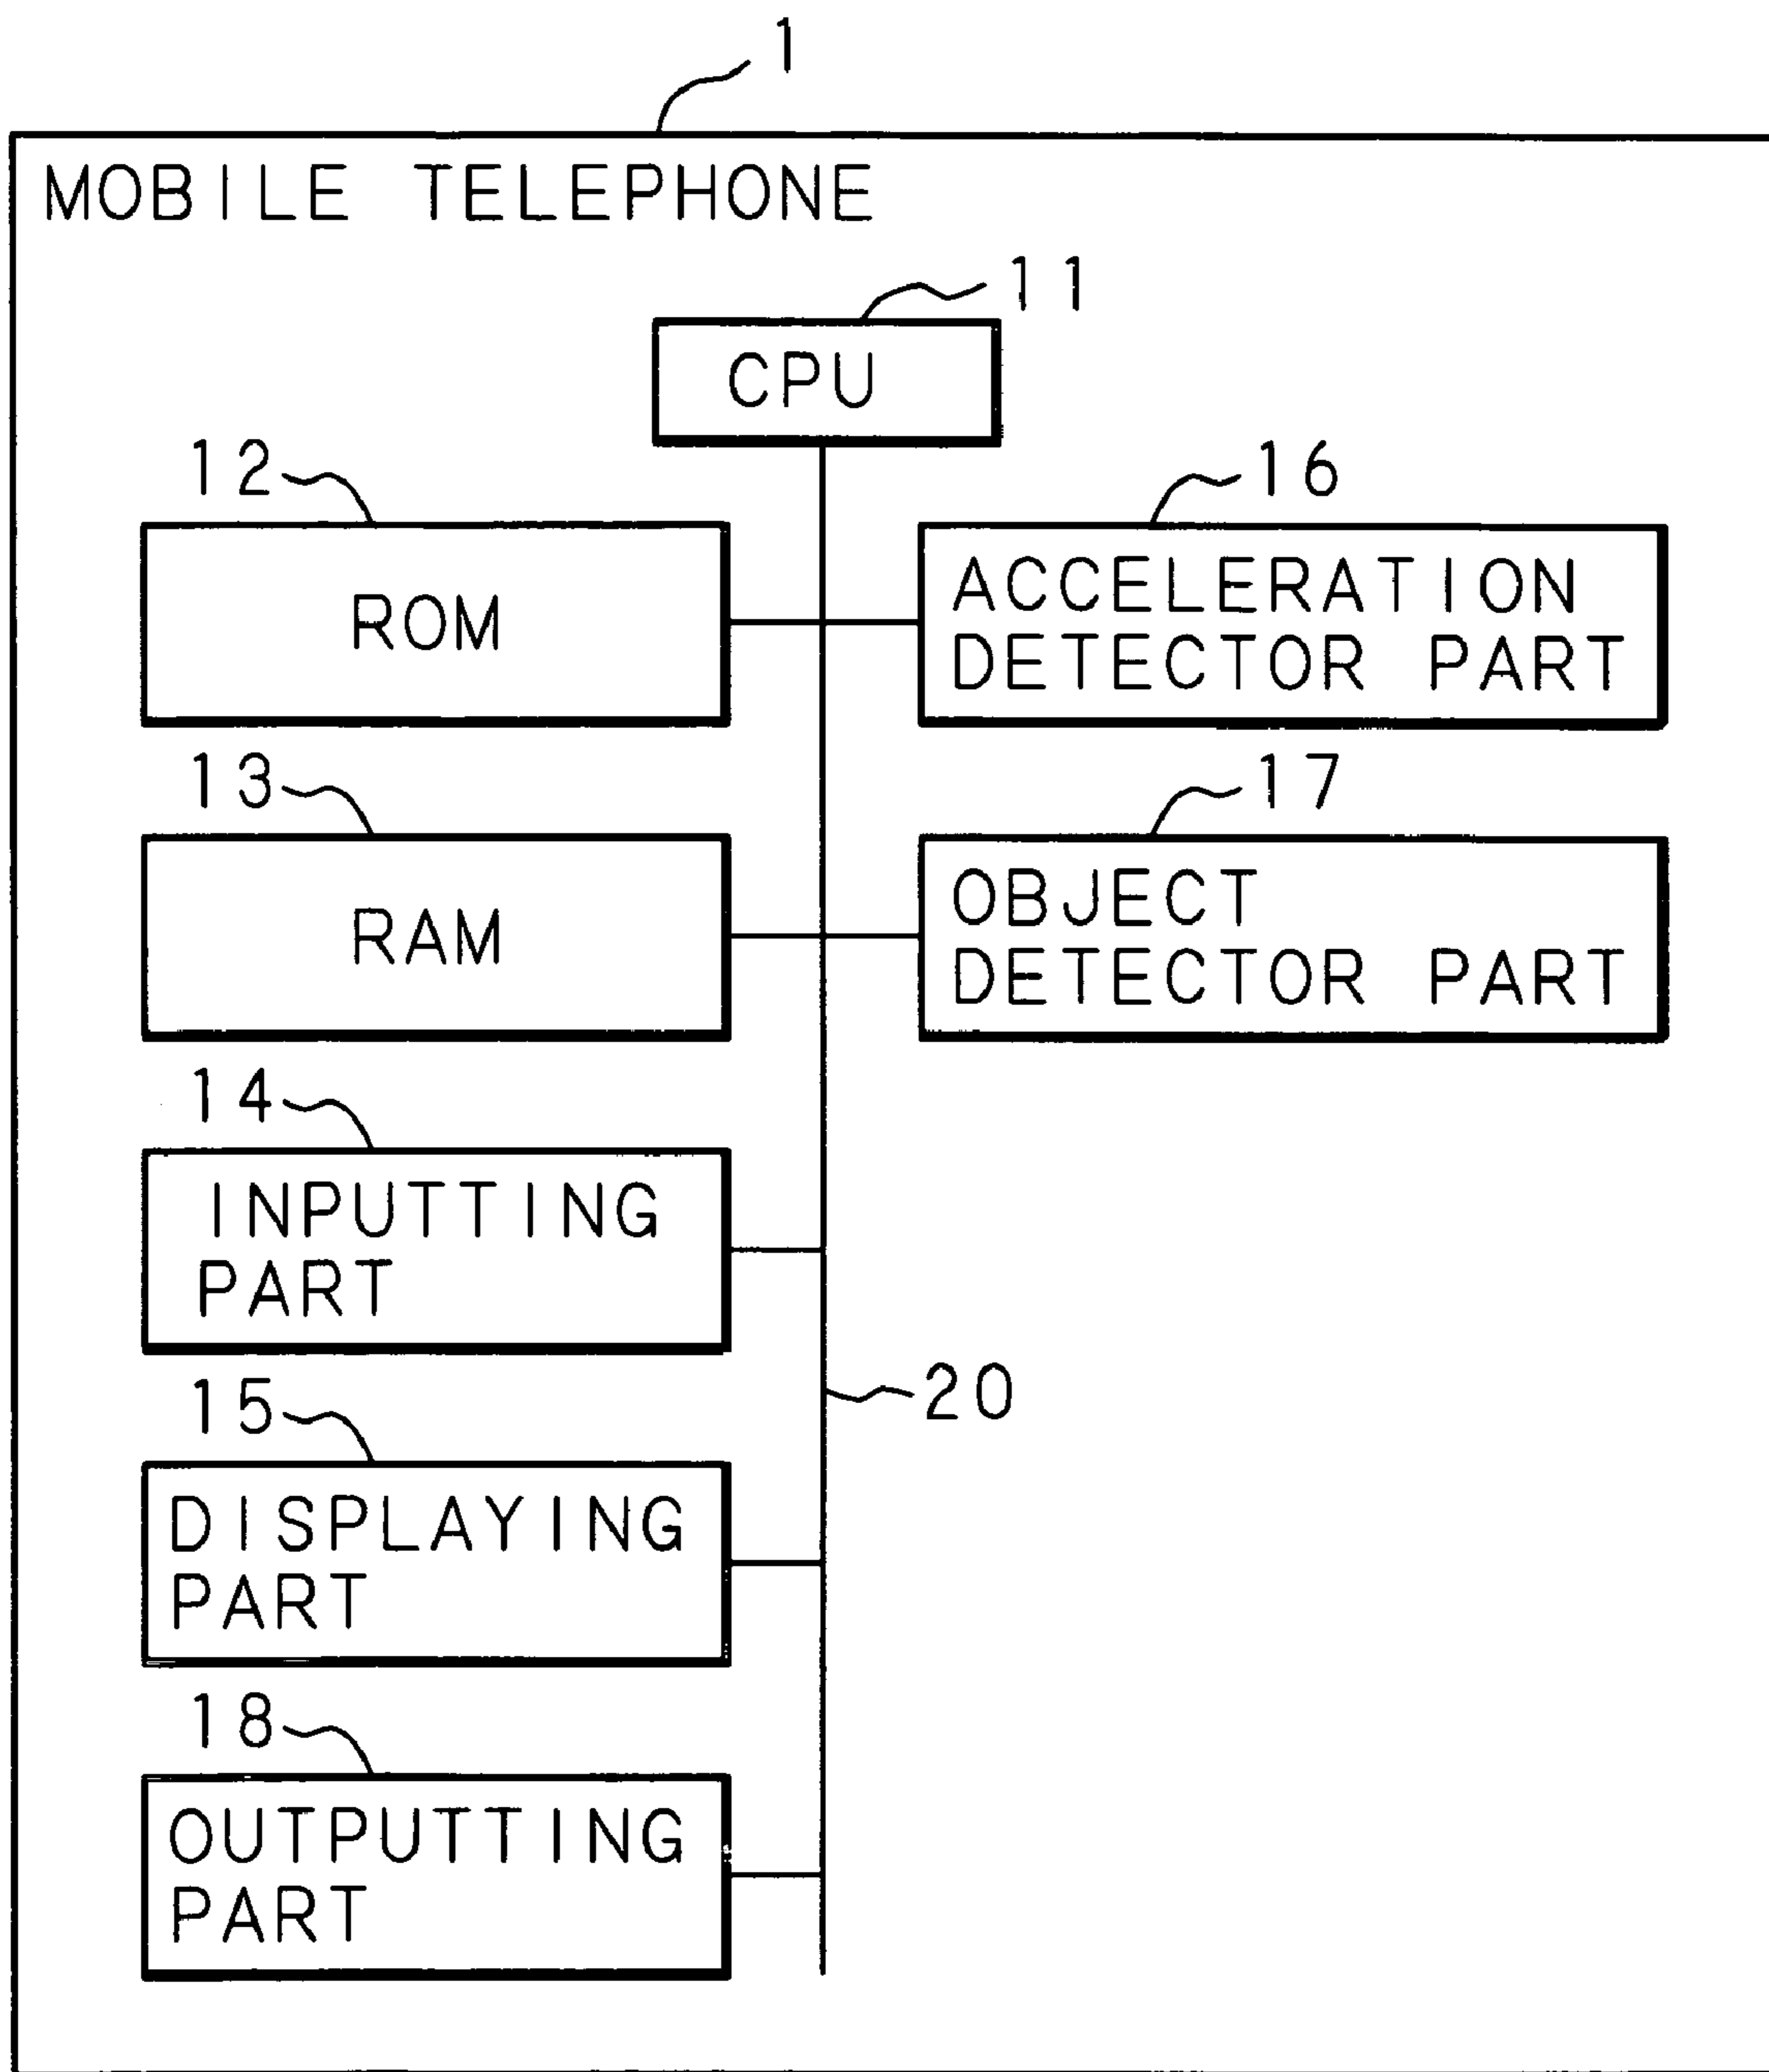 1
MOBILE TELEPHONE
11
CPU
12
ROM
16
ACCELERATION
DETECTOR PART
13
RAM
17
OBJECT
DETECTOR PART
14
INPUTTING
PART
20
15
DISPLAYING
PART
18
OUTPUTTING
PART